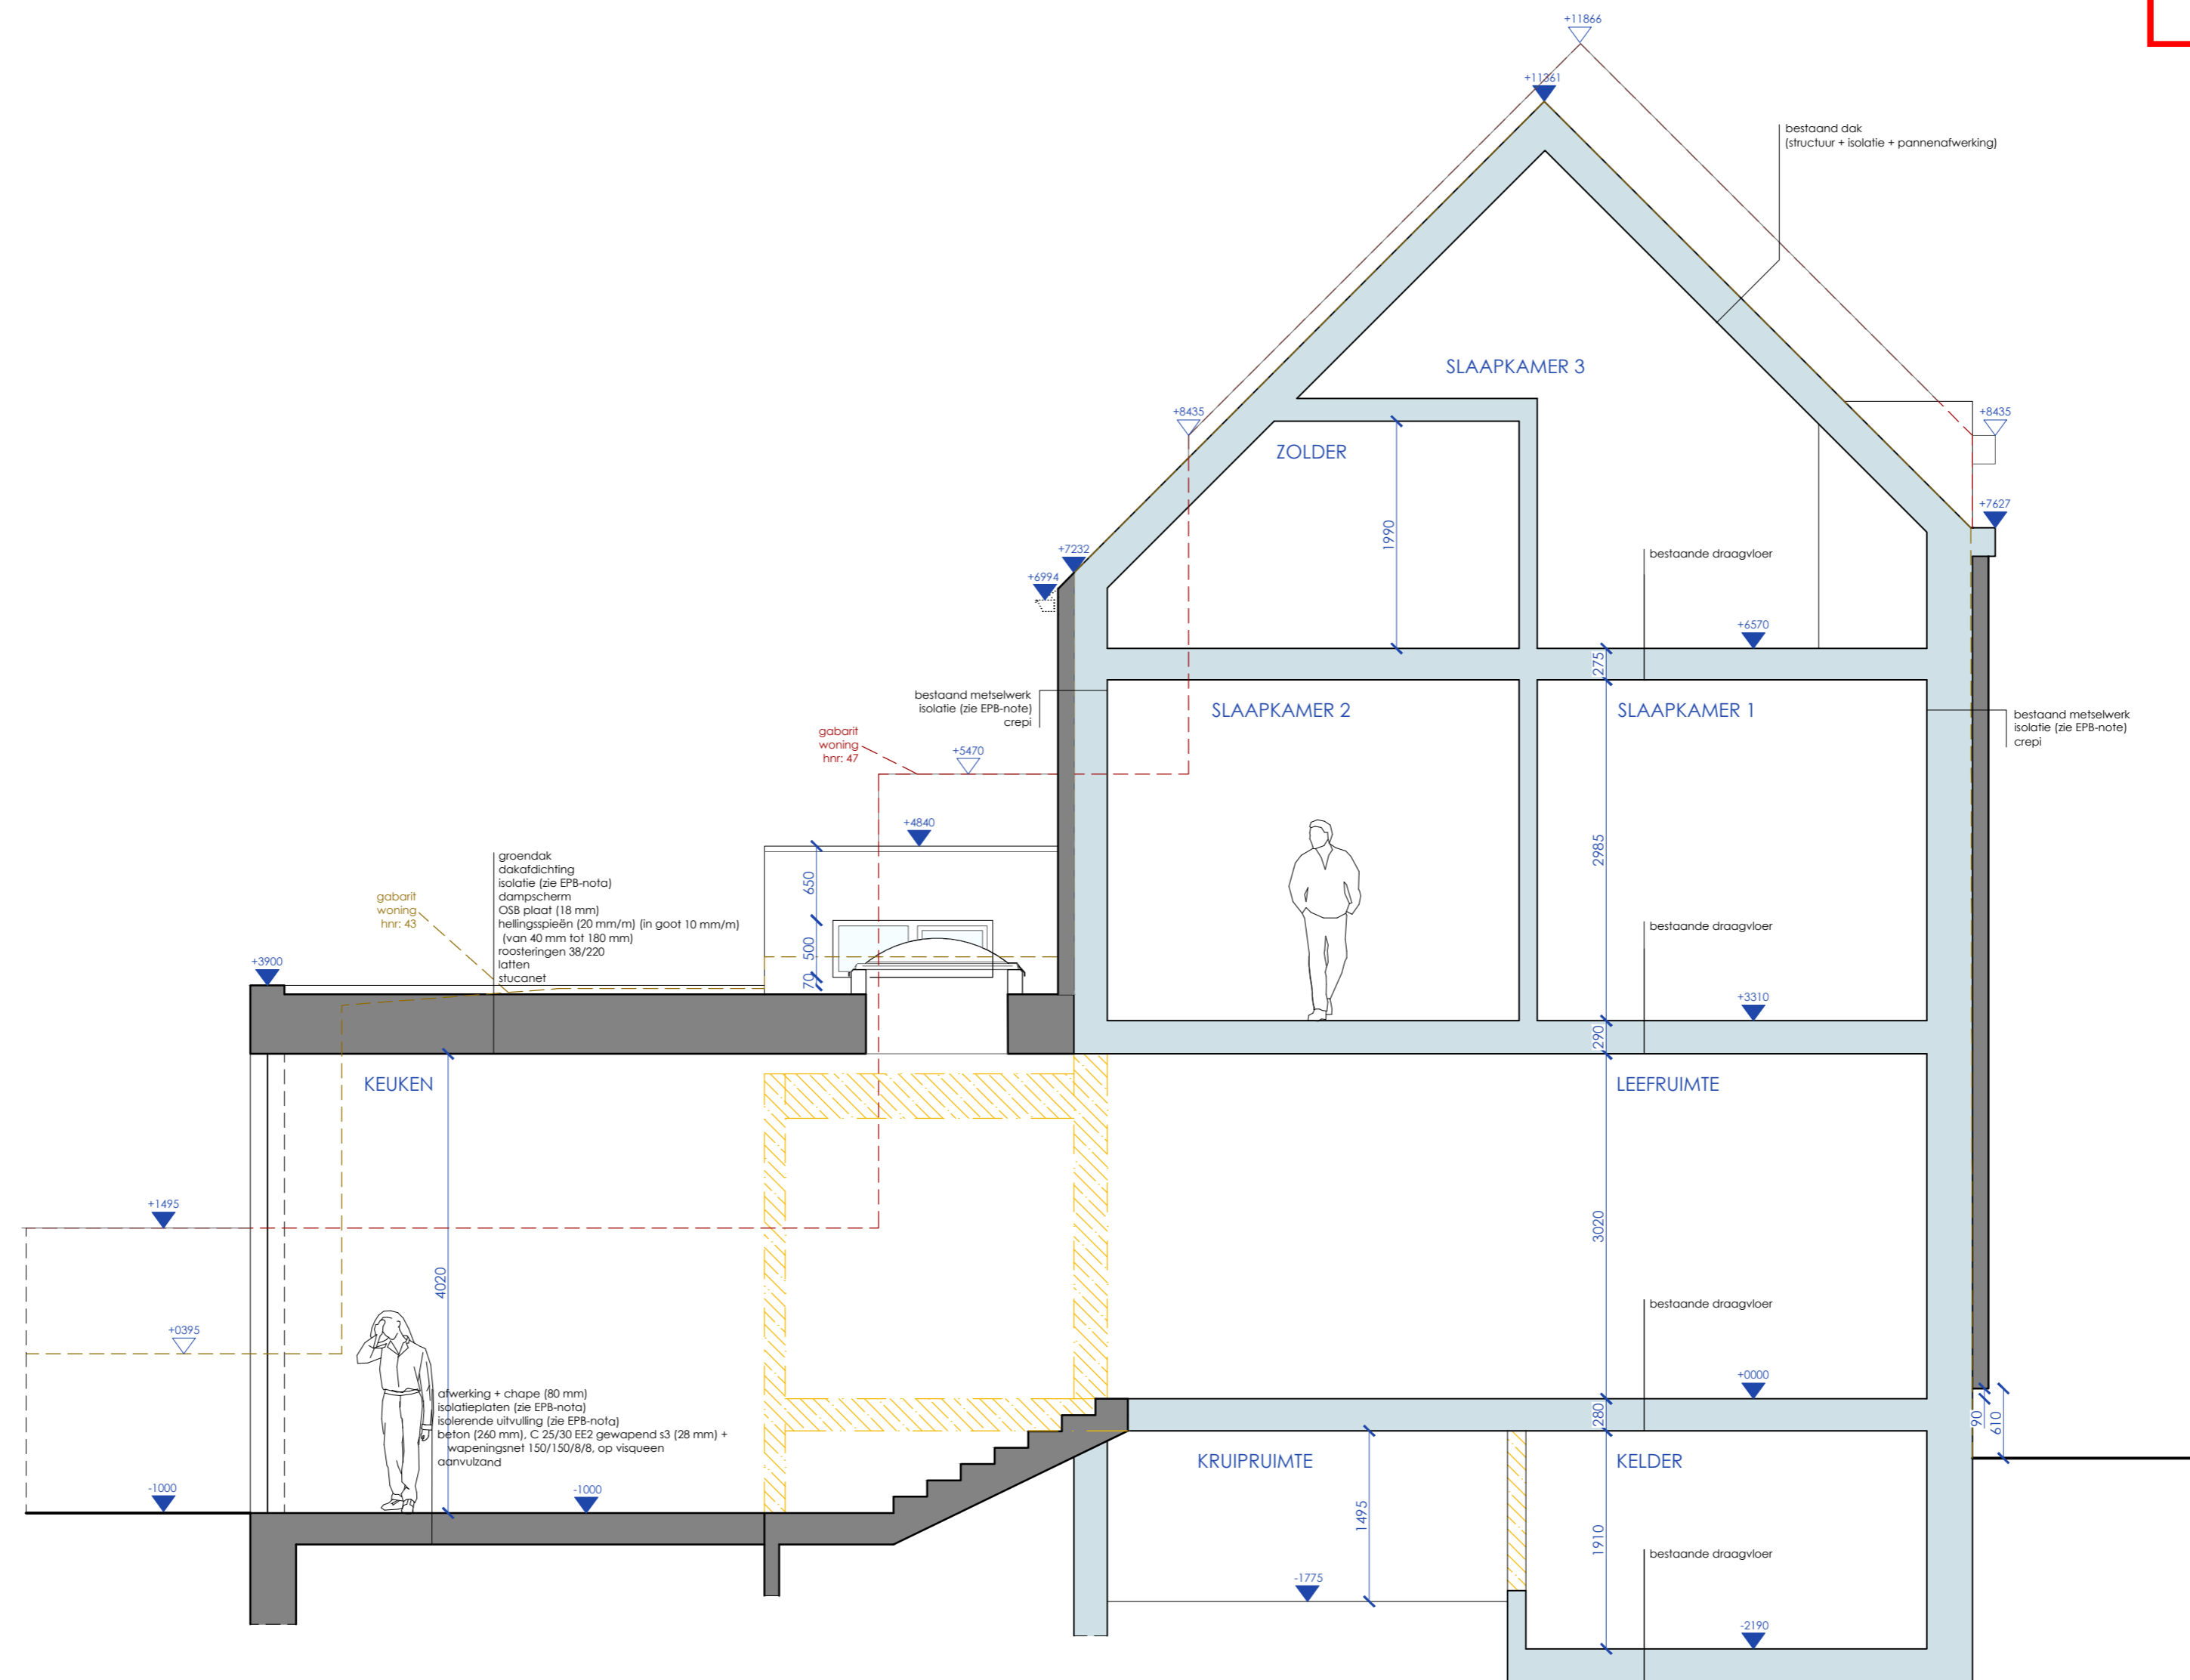 +11866
+11361
bestaand dak
(structuur + isolatie + pannenafwerking)
SLAAPKAMER 3
+8435
+8435
ZOLDER
1990
+7627
+7232
+6994
bestaande draagvloer
+6570
275
bestaand metselwerk
isolatie (zie EPB-note)
crepi
SLAAPKAMER 2
SLAAPKAMER 1
bestaand metselwerk
isolatie (zie EPB-note)
crepi
gabarit
woning
hnr: 47
+5470
+4840
2985
650
500
70
groendak
dakafdichting
isolatie (zie EPB-nota)
dampscherm
OSB plaat (18 mm)
hellingsspieën (20 mm/m) (in goot 10 mm/m)
(van 40 mm tot 180 mm)
roosteringen 38/220
latten
stucanet
gabarit
woning
hnr: 43
bestaande draagvloer
+3900
+3310
290
KEUKEN
LEEFRUIMTE
+1495
3020
4020
bestaande draagvloer
+0395
+0000
afwerking + chape (80 mm)
isolatieplaten (zie EPB-nota)
isolerende uitvulling (zie EPB-nota)
beton (260 mm), C 25/30 EE2 gewapend s3 (28 mm) +
wapeningsnet 150/150/8/8, op visqueen
aanvulzand
280
90
610
KRUIPRUIMTE
KELDER
-1000
-1000
1495
1910
bestaande draagvloer
-1775
-2190